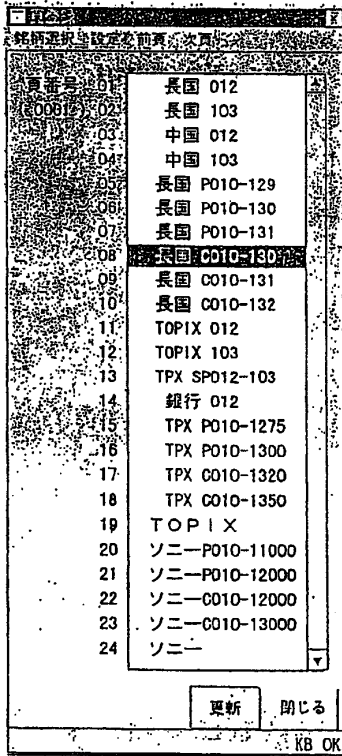 銘柄選択 設定 前頁 次頁
頁番号 01 長国 012
(00017) 02 長国 103
03 中国 012
04 中国 103
05 長国 P010-129
06 長国 P010-130
07 長国 P010-131
08 長国 C010-130
09 長国 C010-131
10 長国 C010-132
11 TOPIX 012
12 TOPIX 103
13 TPX SP012-103
14 銀行 012
15 TPX P010-1275
16 TPX P010-1300
17 TPX C010-1320
18 TPX C010-1350
19 TOPIX
20 ソニーP010-11000
21 ソニーP010-12000
22 ソニーC010-12000
23 ソニーC010-13000
24 ソニー
更新 閉じる
KB OK